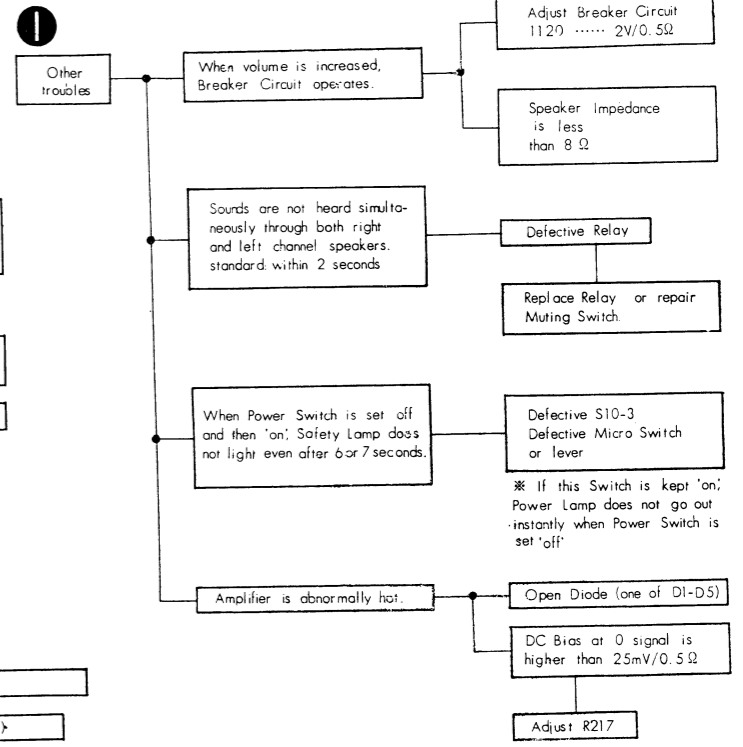 1
Other
troubles
When volume is increased,
Breaker Circuit operates.
Adjust Breaker Circuit
1120 ...... 2V/0.5Ω
Speaker Impedance
is less
than 8 Ω
Sounds are not heard simulta-
neously through both right
and left channel speakers.
standard: within 2 seconds
Defective Relay
Replace Relay or repair
Muting Switch.
When Power Switch is set off
and then 'on', Safety Lamp does
not light even after 6 or 7 seconds.
Defective S10-3
Defective Micro Switch
or lever
※ If this Switch is kept 'on',
Power Lamp does not go out
instantly when Power Switch is
set 'off'
Amplifier is abnormally hot.
Open Diode (one of D1-D5)
DC Bias at 0 signal is
higher than 25mV/0.5Ω
Adjust R217